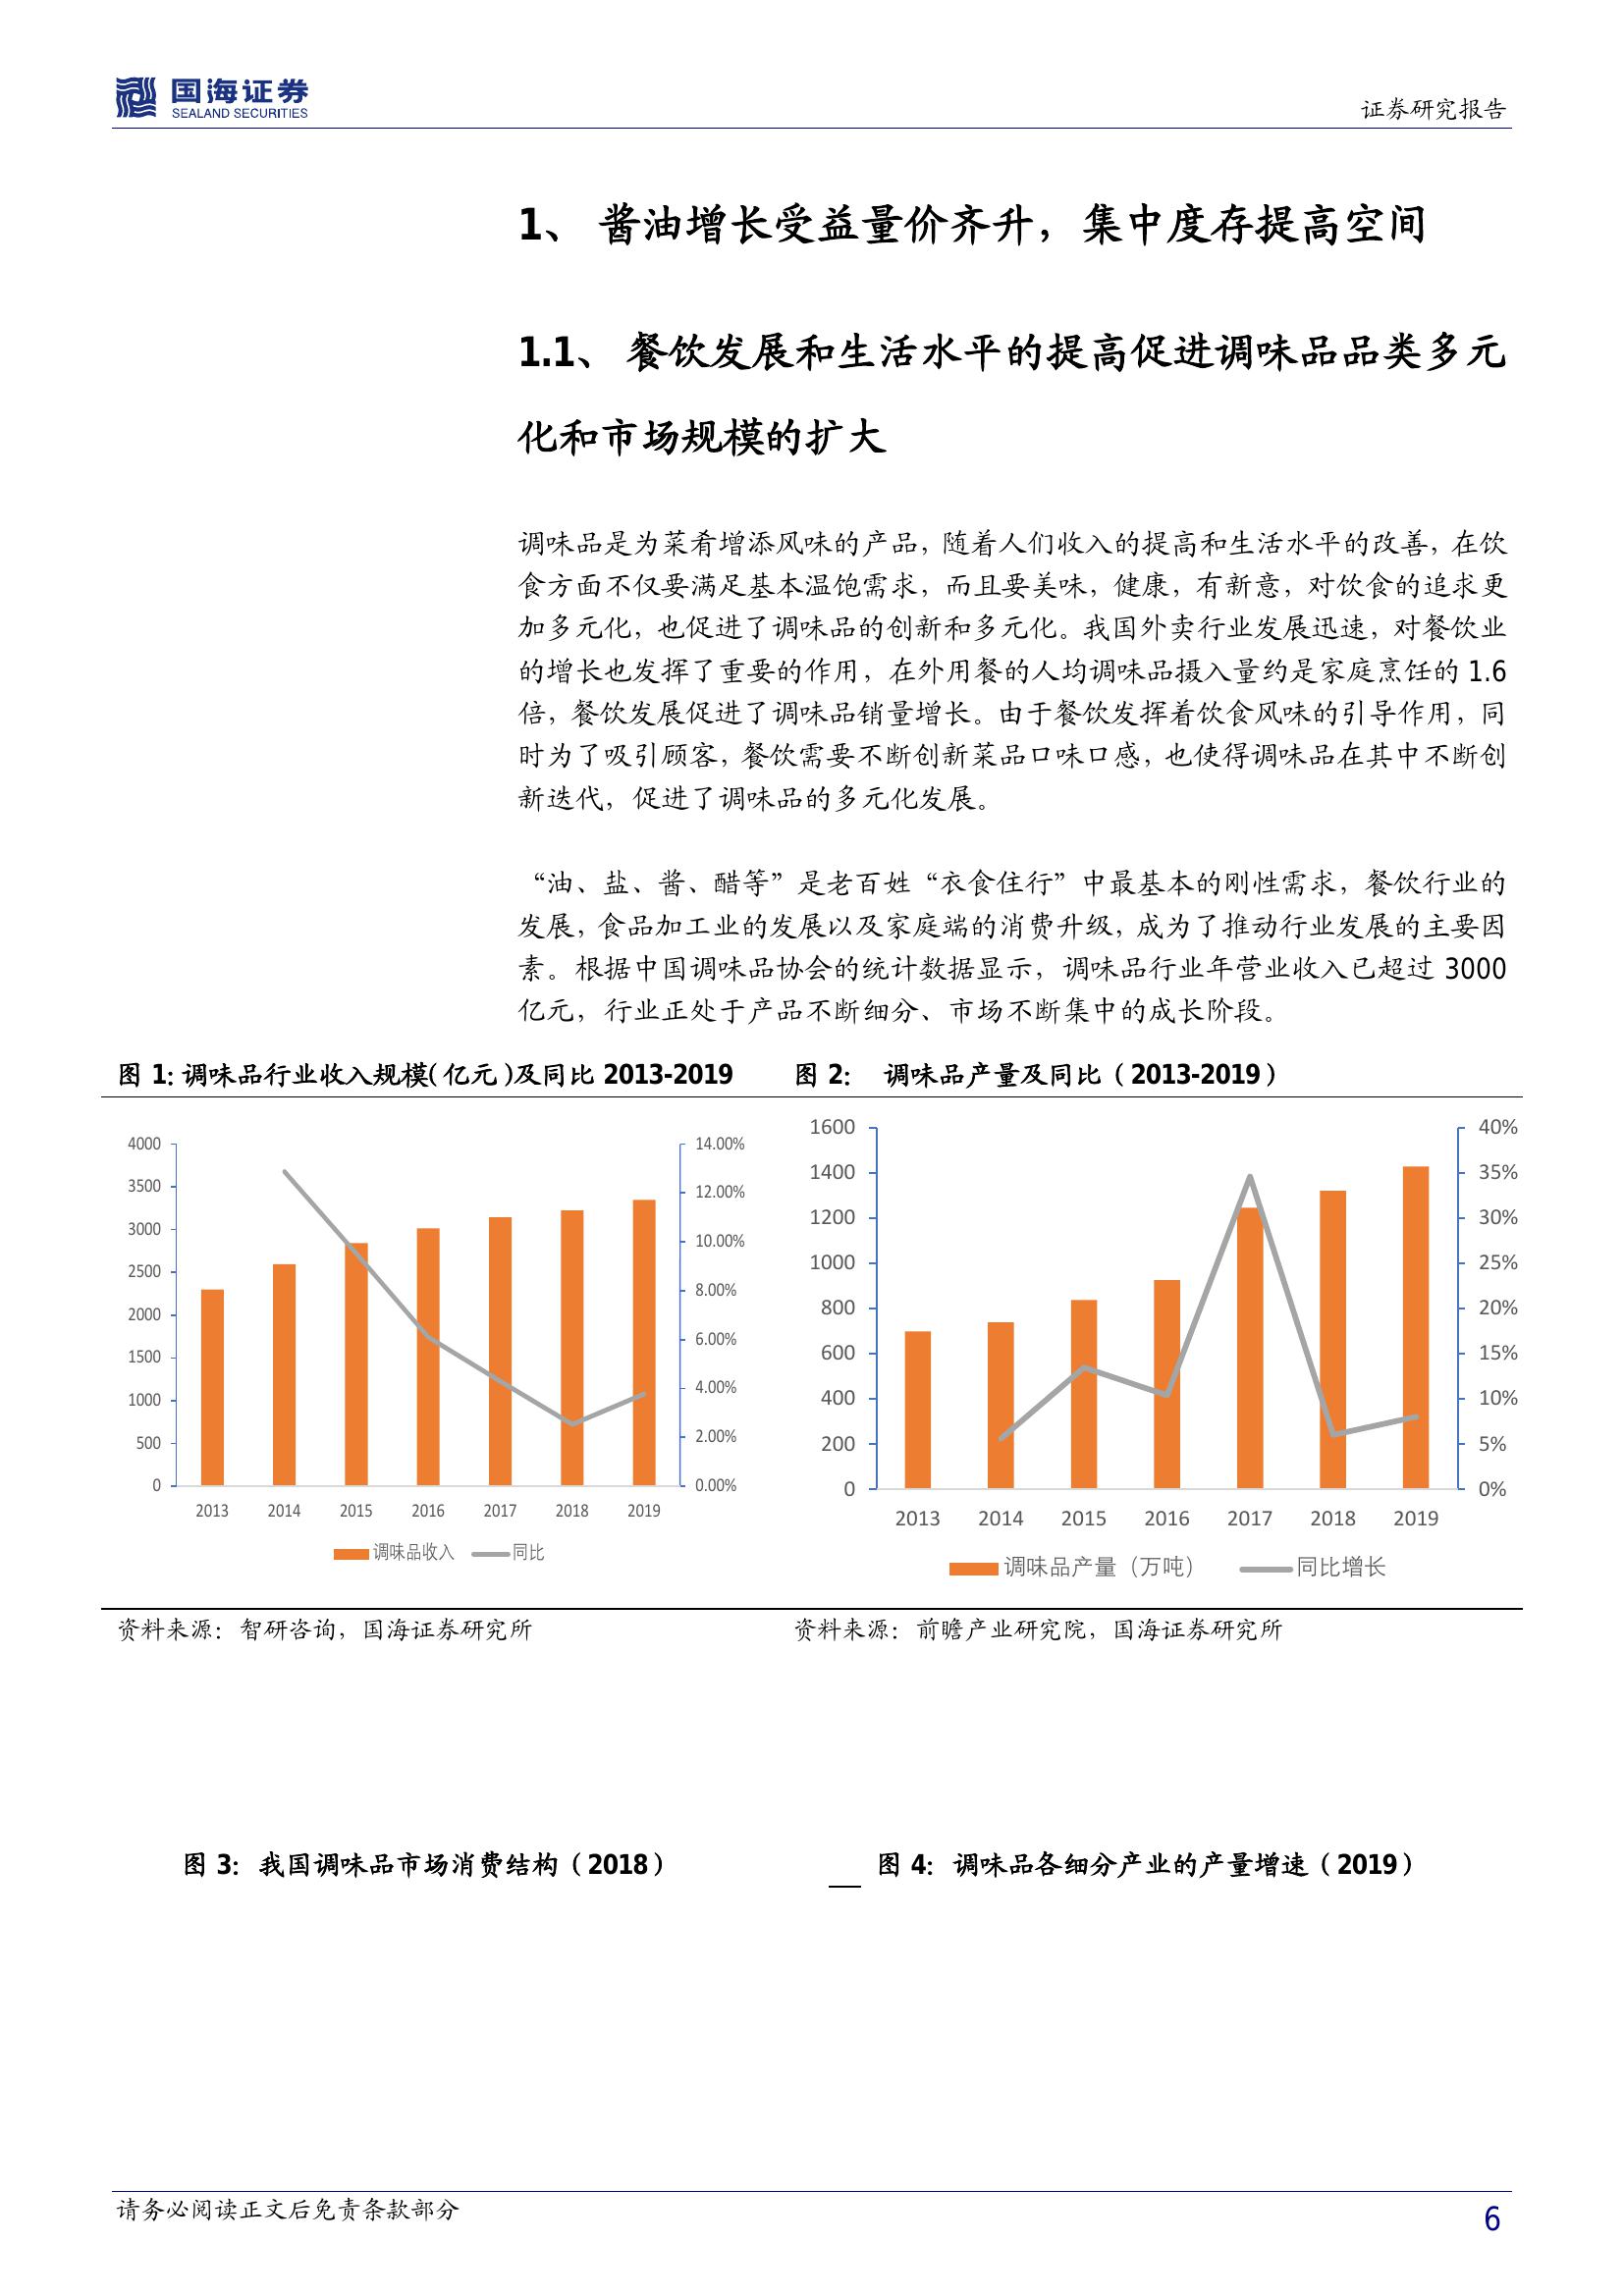 国海证券
SEALAND SECURITIES
证券研究报告
1、 酱油增长受益量价齐升，集中度存提高空间
1.1、 餐饮发展和生活水平的提高促进调味品品类多元
化和市场规模的扩大
调味品是为菜肴增添风味的产品，随着人们收入的提高和生活水平的改善，在饮
食方面不仅要满足基本温饱需求，而且要美味，健康，有新意，对饮食的追求更
加多元化，也促进了调味品的创新和多元化。我国外卖行业发展迅速，对餐饮业
的增长也发挥了重要的作用，在外用餐的人均调味品摄入量约是家庭烹饪的 1.6
倍，餐饮发展促进了调味品销量增长。由于餐饮发挥着饮食风味的引导作用，同
时为了吸引顾客，餐饮需要不断创新菜品口味口感，也使得调味品在其中不断创
新迭代，促进了调味品的多元化发展。
“油、盐、酱、醋等”是老百姓“衣食住行”中最基本的刚性需求，餐饮行业的
发展，食品加工业的发展以及家庭端的消费升级，成为了推动行业发展的主要因
素。根据中国调味品协会的统计数据显示，调味品行业年营业收入已超过 3000
亿元，行业正处于产品不断细分、市场不断集中的成长阶段。
图 1: 调味品行业收入规模(亿元)及同比 2013-2019
4000
3500
3000
2500
2000
1500
1000
500
0
14.00%
12.00%
10.00%
8.00%
6.00%
4.00%
2.00%
0.00%
2013 2014 2015 2016 2017 2018 2019
调味品收入 同比
资料来源：智研咨询，国海证券研究所
图 2: 调味品产量及同比（2013-2019）
1600
1400
1200
1000
800
600
400
200
0
40%
35%
30%
25%
20%
15%
10%
5%
0%
2013 2014 2015 2016 2017 2018 2019
调味品产量（万吨） 同比增长
资料来源：前瞻产业研究院，国海证券研究所
图 3: 我国调味品市场消费结构（2018）
图 4: 调味品各细分产业的产量增速（2019）
请务必阅读正文后免责条款部分
6